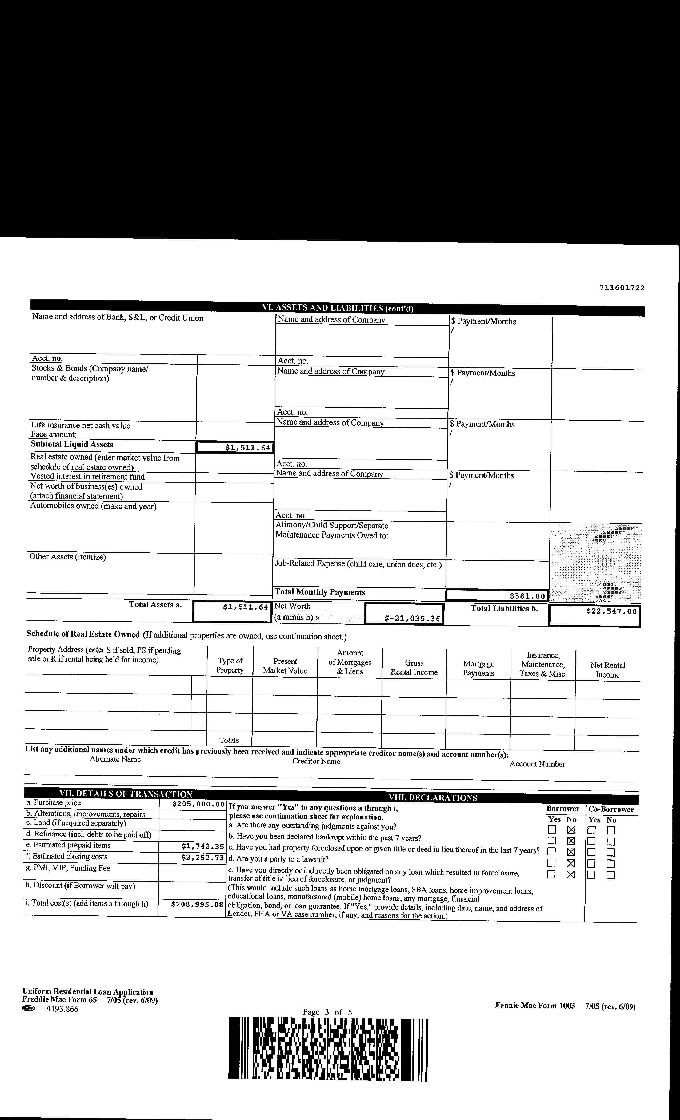 711601722
VI. ASSETS AND LIABILITIES (cont'd)
Name and address of Bank, S&L, or Credit Union
Name and address of Company
$ Payment/Months
/
Acct. no.
Acct. no.
Stocks & Bonds (Company name/
number & description)
Name and address of Company
$ Payment/Months
/
Acct. no.
Life insurance net cash value
Face amount:
Name and address of Company
$ Payment/Months
/
Subtotal Liquid Assets
Real estate owned (enter market value from
schedule of real estate owned)
Acct. no.
Vested interest in retirement fund
Name and address of Company
$ Payment/Months
/
Net worth of business(es) owned
(attach financial statement)
Automobiles owned (make and year)
Acct. no.
Alimony/Child Support/Separate
Maintenance Payments Owed to:
Other Assets (itemize)
Job-Related Expense (child care, union dues, etc.)
Total Monthly Payments
$581.00
Total Assets a.
Net Worth
(a minus b)
Total Liabilities b.
$22,547.00
Schedule of Real Estate Owned (If additional properties are owned, use continuation sheet.)
Property Address (enter S if sold, PS if pending
sale or R if rental being held for income)
Type of
Property
Present
Market Value
Amount
of Mortgages
& Liens
Gross
Rental Income
Mortgage
Payments
Insurance,
Maintenance,
Taxes & Misc.
Net Rental
Income
Totals
List any additional names under which credit has previously been received and indicate appropriate creditor name(s) and account number(s):
Alternate Name
Creditor Name
Account Number
VII. DETAILS OF TRANSACTION
VIII. DECLARATIONS
a. Purchase price
b. Alterations, improvements, repairs
c. Land (if acquired separately)
d. Refinance (incl. debts to be paid off)
e. Estimated prepaid items
$1,742.35
f. Estimated closing costs
$2,252.73
g. PMI, MIP, Funding Fee
h. Discount (if Borrower will pay)
i. Total costs (add items a through h)
If you answer "Yes" to any questions a through i,
please use continuation sheet for explanation.
Borrower
Co-Borrower
Yes No
Yes No
a. Are there any outstanding judgments against you?
b. Have you been declared bankrupt within the past 7 years?
c. Have you had property foreclosed upon or given title or deed in lieu thereof in the last 7 years?
d. Are you a party to a lawsuit?
e. Have you directly or indirectly been obligated on any loan which resulted in foreclosure,
transfer of title in lieu of foreclosure, or judgment?
(This would include such loans as home mortgage loans, SBA loans, home improvement loans,
educational loans, manufactured (mobile) home loans, any mortgage, financial
obligation, bond, or loan guarantee. If "Yes," provide details, including date, name, and address of
Lender, FHA or VA case number, if any, and reasons for the action.)
Uniform Residential Loan Application
Freddie Mac Form 65 7/05 (rev. 6/09)
Page 3 of 5
Fannie Mae Form 1003 7/05 (rev. 6/09)